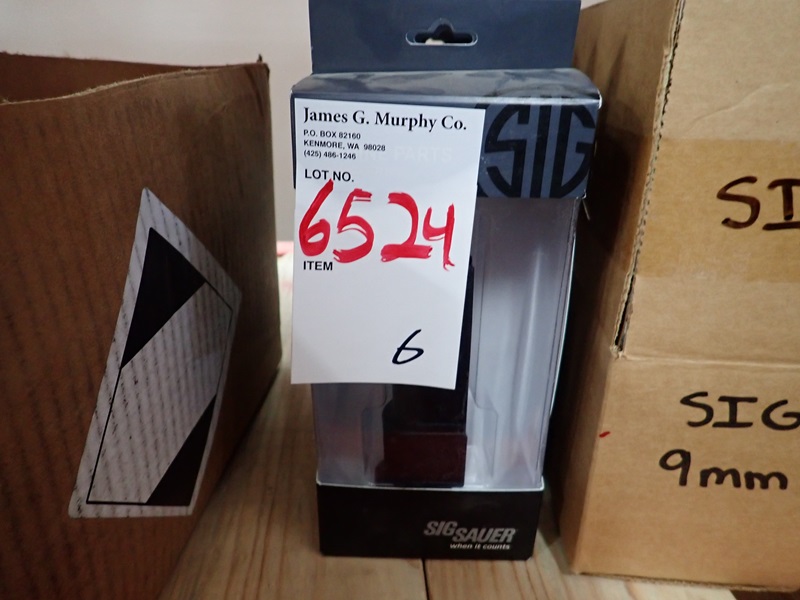 James G. Murphy Co.
P.O. BOX 82160
KENMORE, WA 98028
(425) 486-1246
PARTS
LOT NO.
6524
ITEM
6
SIG
SIG SAUER
when it counts
SIG
9mm